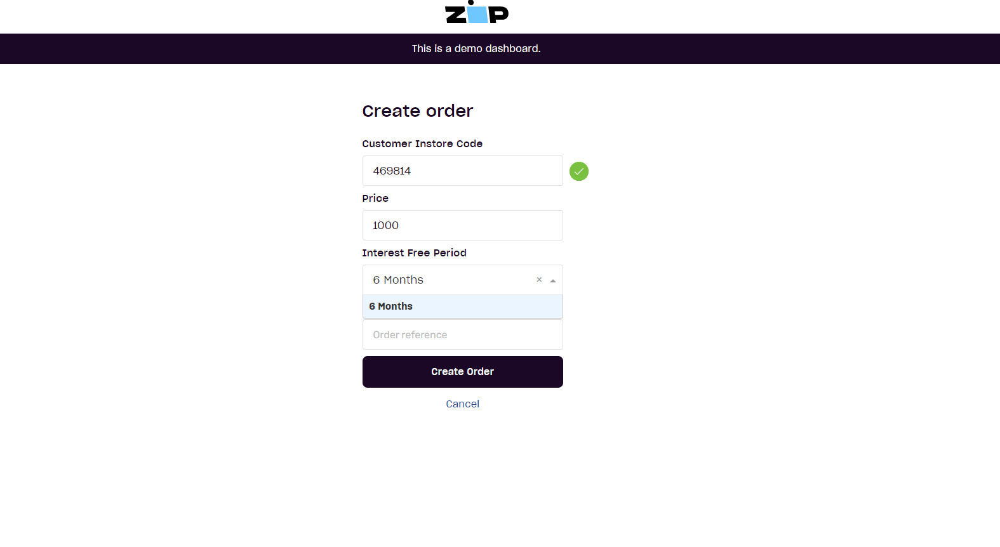 zip
This is a demo dashboard.
Create order
Customer Instore Code
469814
Price
1000
Interest Free Period
6 Months ×
6 Months
Order reference
Create Order
Cancel